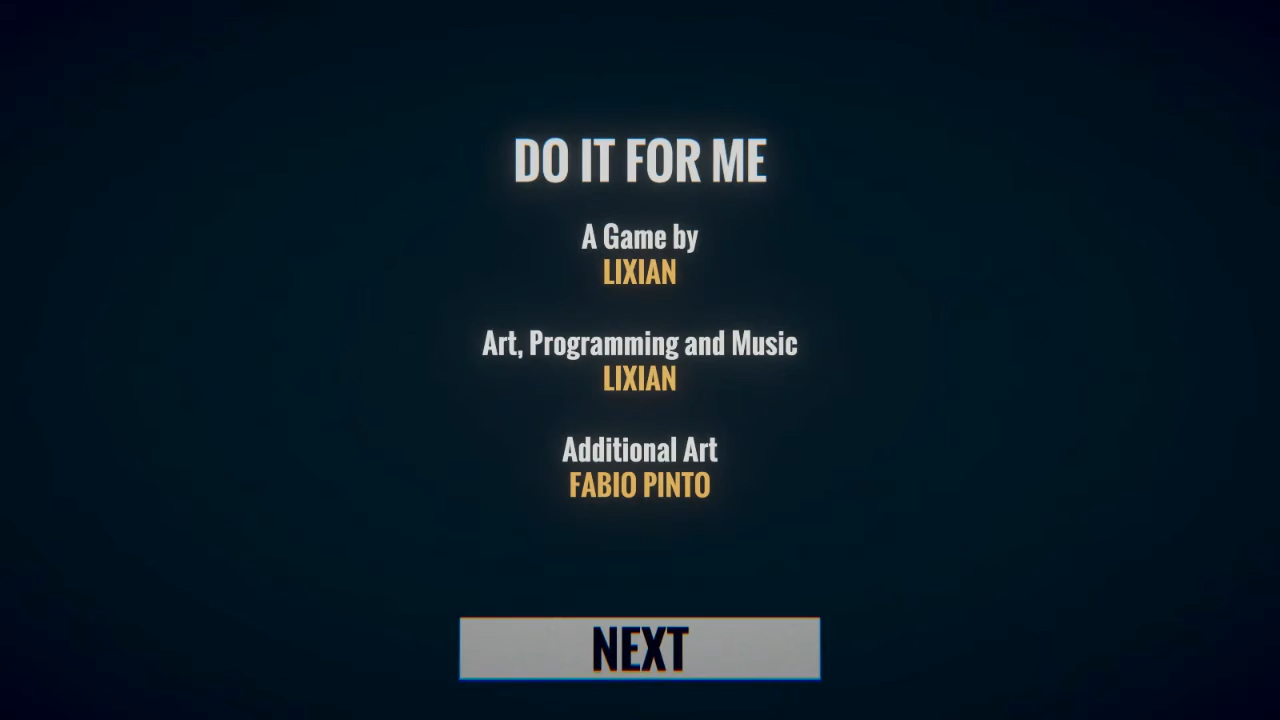 DO IT FOR ME
A Game by
LIXIAN
Art, Programming and Music
LIXIAN
Additional Art
FABIO PINTO
NEXT